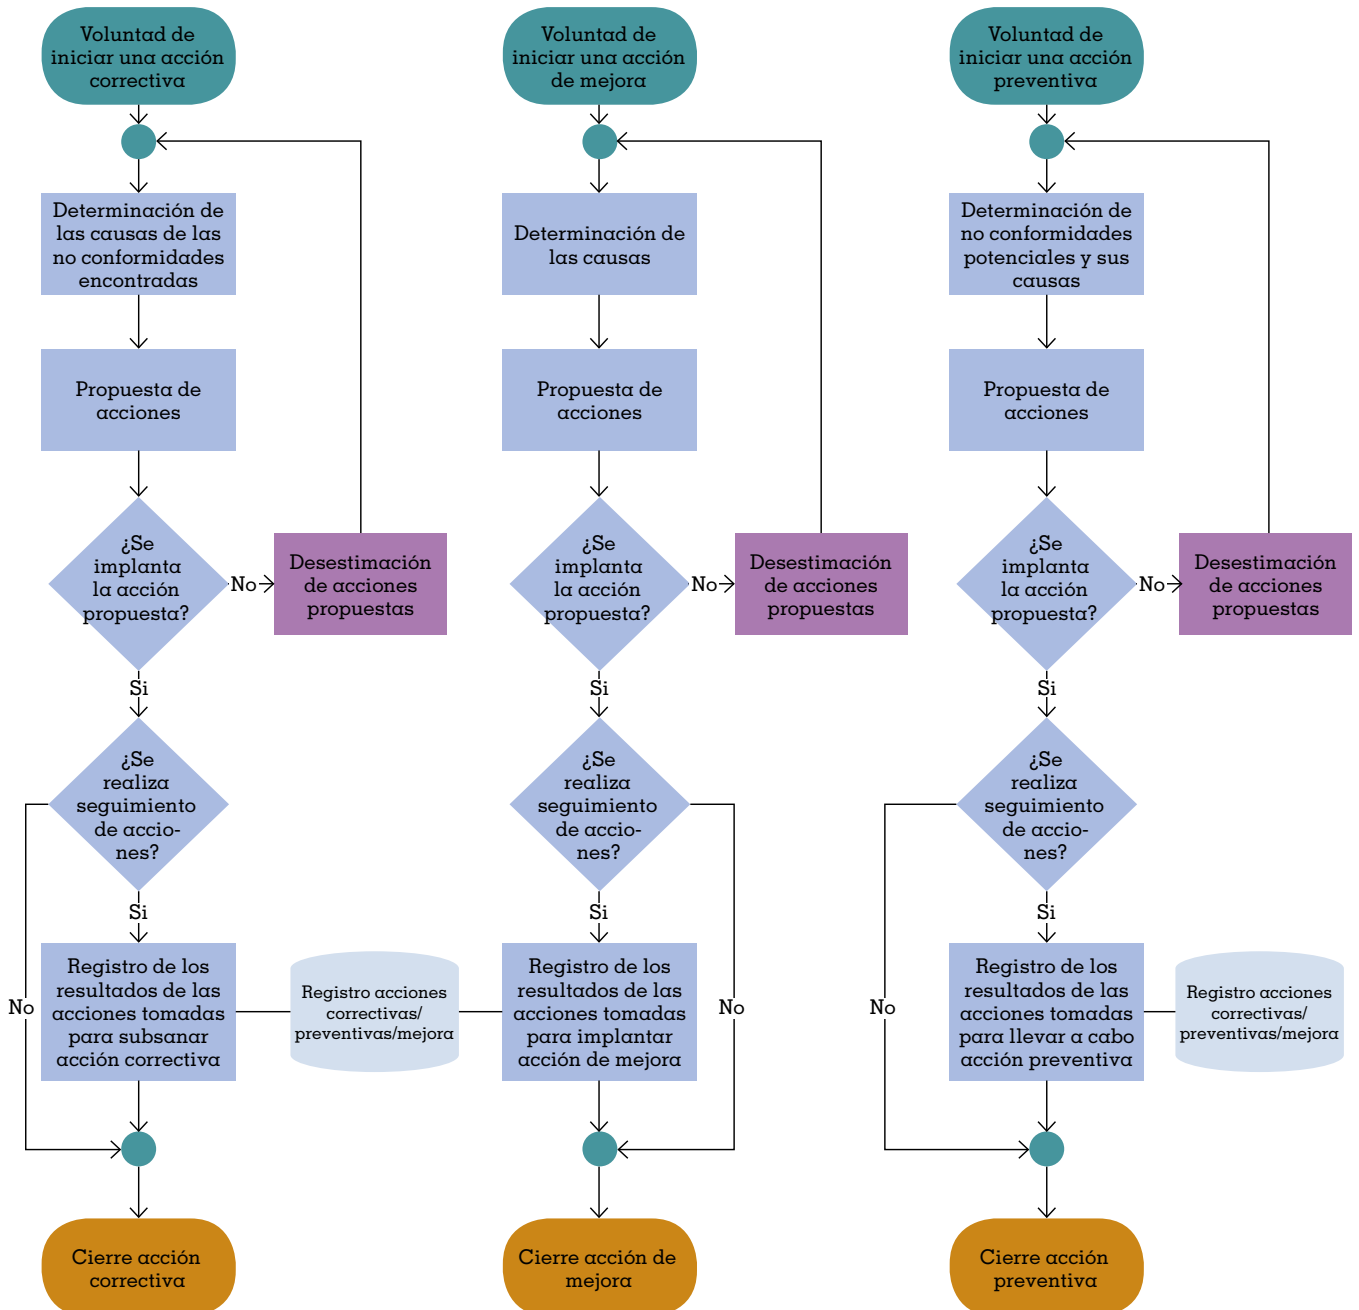 Voluntad de
iniciar una acción
correctiva
Determinación de
las causas de las
no conformidades
encontradas
Propuesta de
acciones
¿Se
implanta
la acción
propuesta?
No
Desestimación
de acciones
propuestas
Si
¿Se
realiza
seguimiento
de accio-
nes?
No
Si
Registro de los
resultados de las
acciones tomadas
para subsanar
acción correctiva
Registro acciones
correctivas/
preventivas/mejora
Cierre acción
correctiva
Voluntad de
iniciar una acción
de mejora
Determinación de
las causas
Propuesta de
acciones
¿Se
implanta
la acción
propuesta?
No
Desestimación
de acciones
propuestas
Si
¿Se
realiza
seguimiento
de accio-
nes?
Si
No
Registro de los
resultados de las
acciones tomadas
para implantar
acción de mejora
Cierre acción de
mejora
Voluntad de
iniciar una acción
preventiva
Determinación de
no conformidades
potenciales y sus
causas
Propuesta de
acciones
¿Se
implanta
la acción
propuesta?
No
Desestimación
de acciones
propuestas
Si
¿Se
realiza
seguimiento
de accio-
nes?
No
Si
Registro de los
resultados de las
acciones tomadas
para llevar a cabo
acción preventiva
Registro acciones
correctivas/
preventivas/mejora
Cierre acción
preventiva